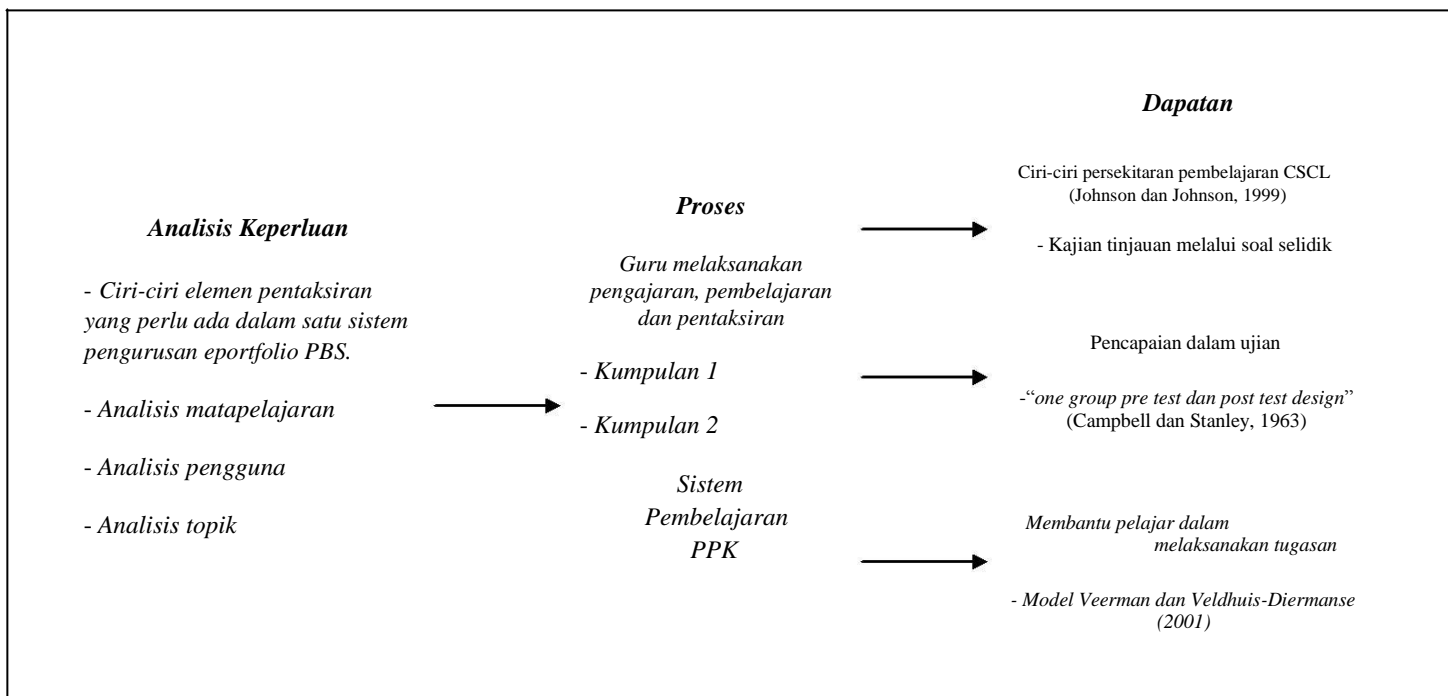 Analisis Keperluan
- Ciri-ciri elemen pentaksiran
yang perlu ada dalam satu sistem
pengurusan eportfolio PBS.
- Analisis matapelajaran
- Analisis pengguna
- Analisis topik
Proses
Guru melaksanakan
pengajaran, pembelajaran
dan pentaksiran
- Kumpulan 1
- Kumpulan 2
Sistem
Pembelajaran
PPK
Dapatan
Ciri-ciri persekitaran pembelajaran CSCL
(Johnson dan Johnson, 1999)
- Kajian tinjauan melalui soal selidik
Pencapaian dalam ujian
-“one group pre test dan post test design”
(Campbell dan Stanley, 1963)
Membantu pelajar dalam
melaksanakan tugasan
- Model Veerman dan Veldhuis-Diermanse
(2001)